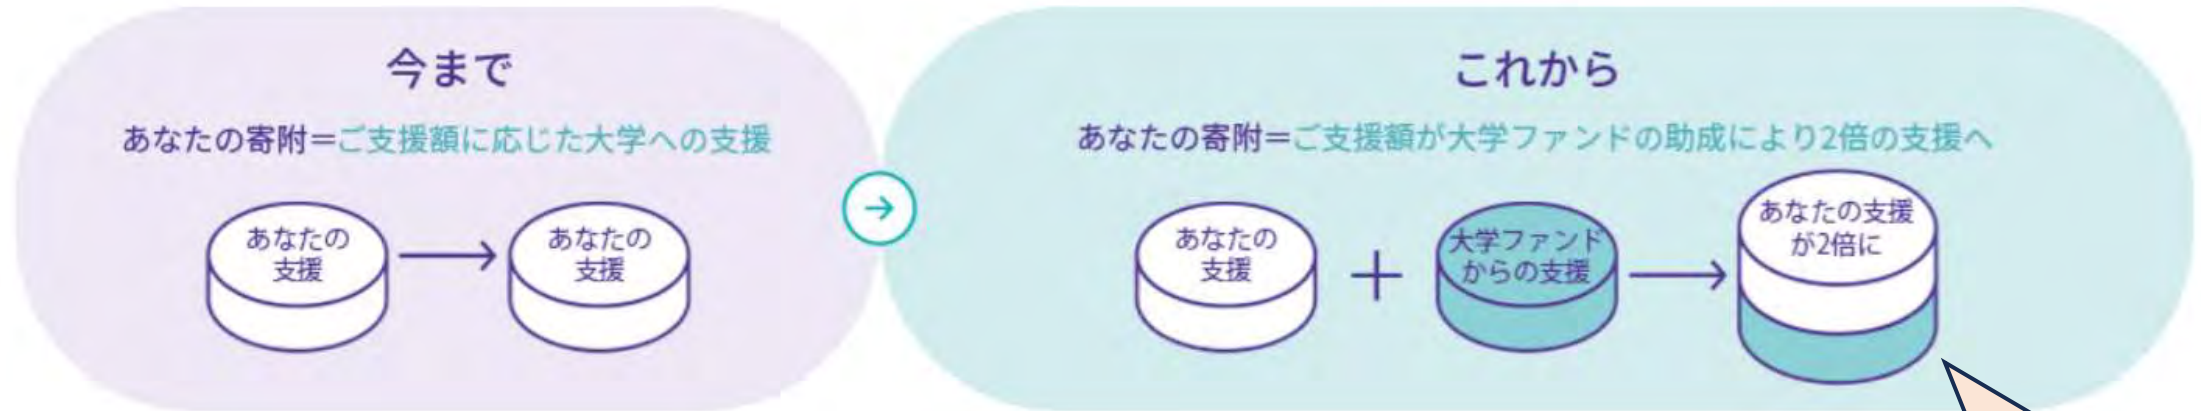 今まで
あなたの寄附＝ご支援額に応じた大学への支援
あなたの
支援
あなたの
支援
これから
あなたの寄附＝ご支援額が大学ファンドの助成により2倍の支援へ
あなたの
支援
大学ファンド
からの支援
あなたの支援
が2倍に